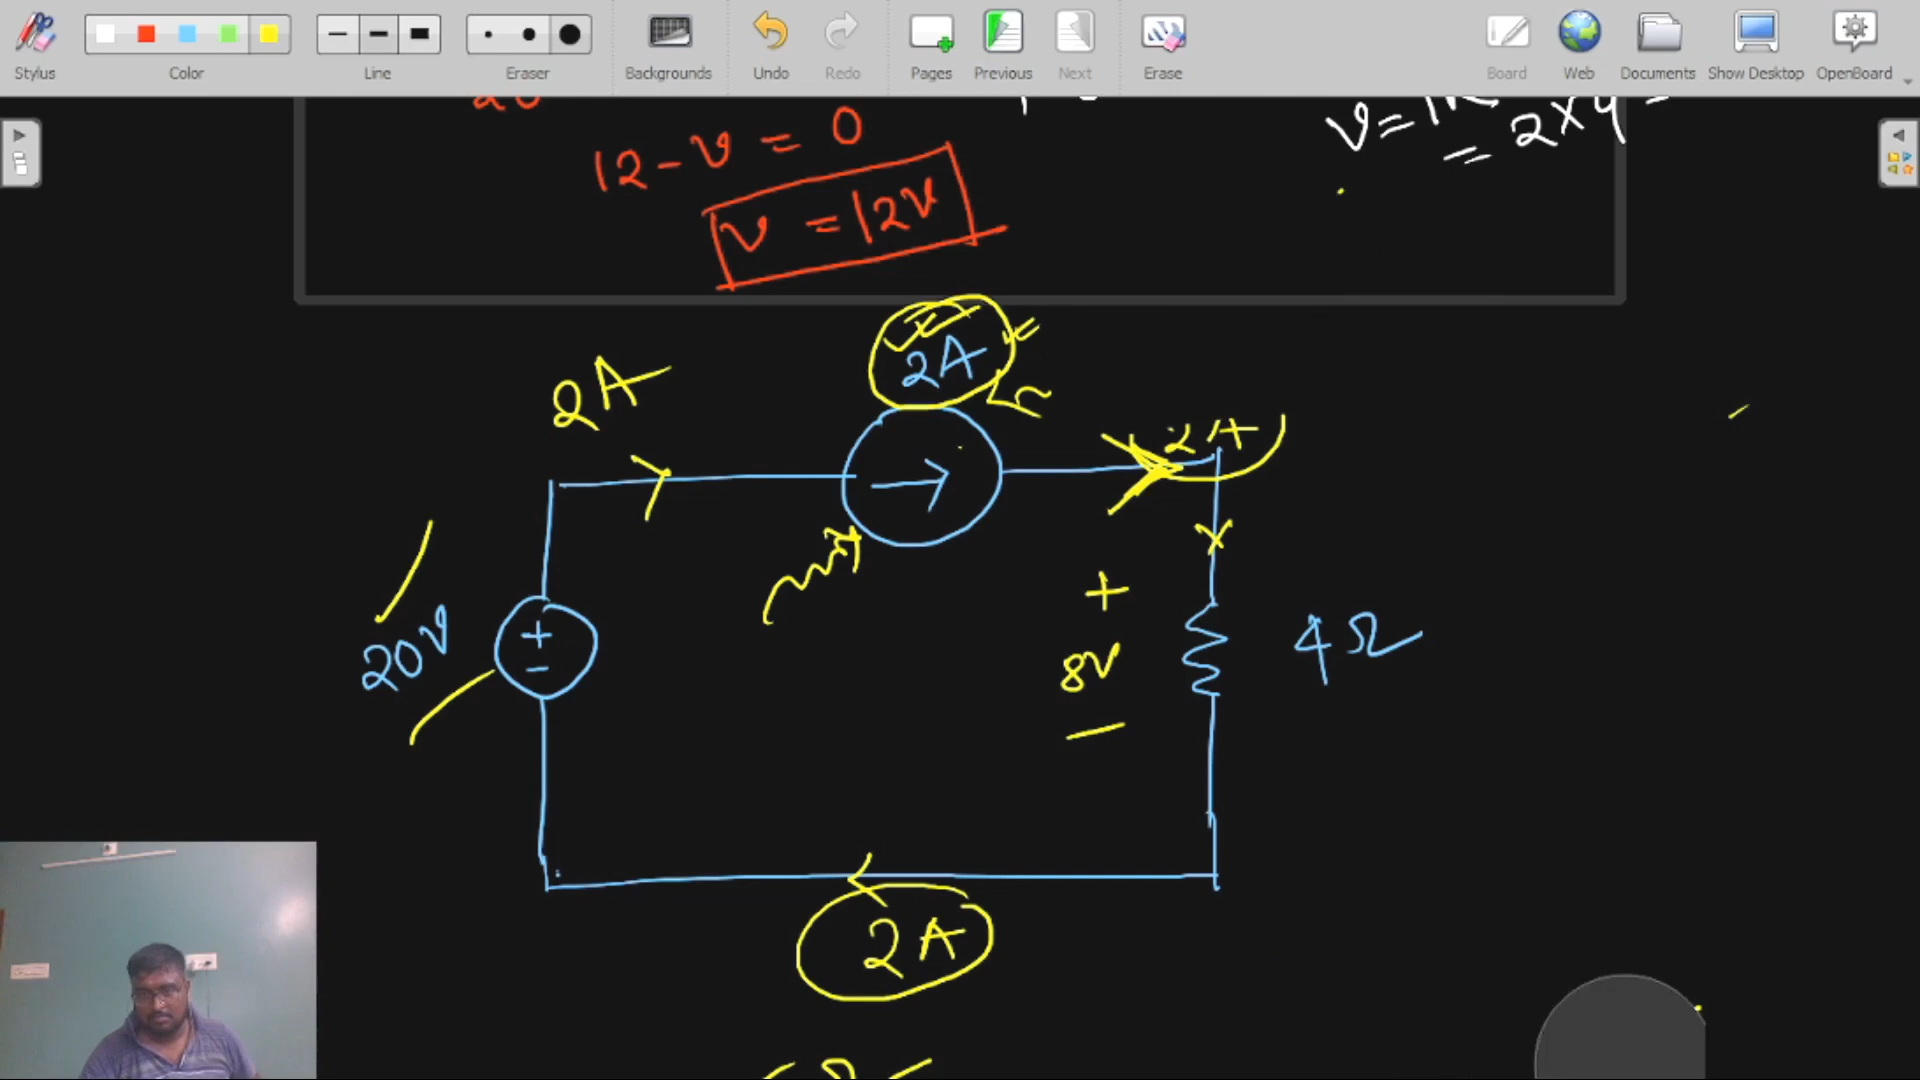 Stylus Color Line Eraser Backgrounds Undo Redo Pages Previous Next Erase Board Web Documents Show Desktop OpenBoard
12 - v = 0
v = 12v
= 2 x 4 =
2A
2A
2A
20v
+
-
+
8v
-
4Ω
2A